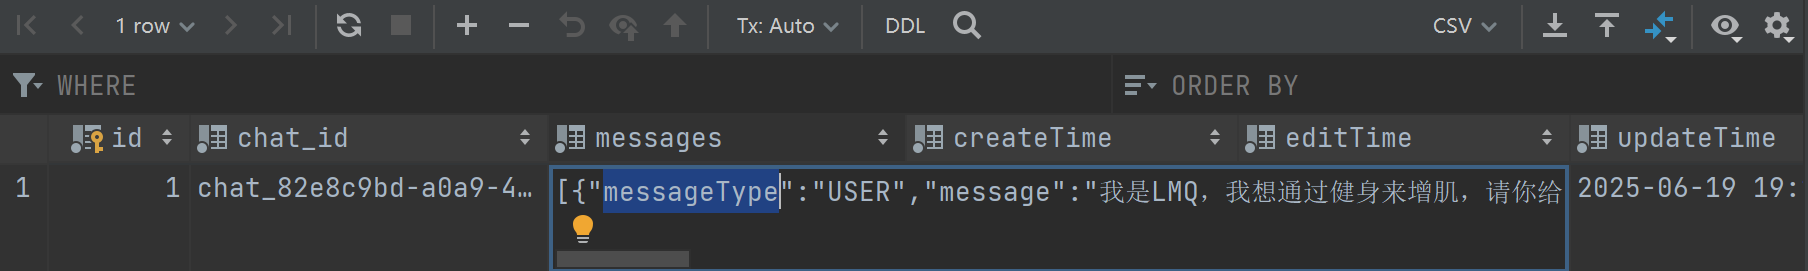 1 row Tx: Auto DDL CSV
WHERE ORDER BY
id chat_id messages createTime editTime updateTime
1 1 chat_82e8c9bd-a0a9-4… [{"messageType":"USER","message":"我是LMQ，我想通过健身来增肌，请你给 2025-06-19 19: